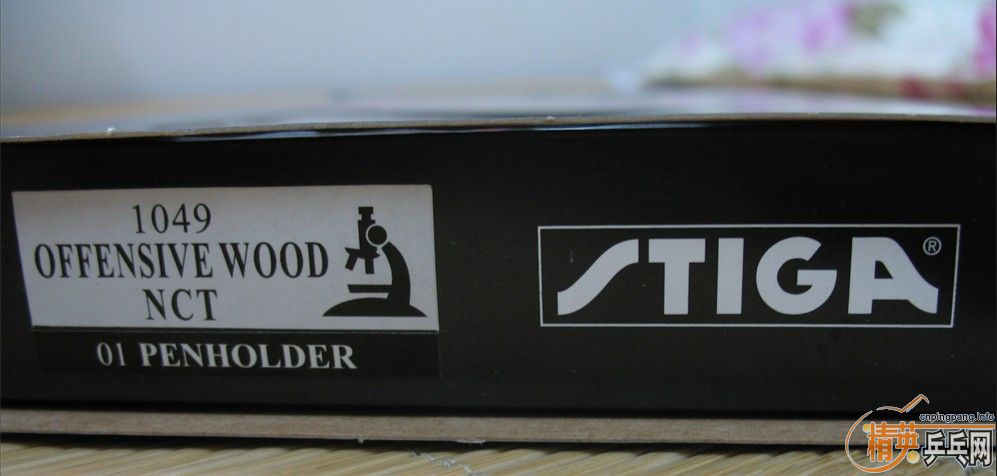 1049
OFFENSIVE WOOD
NCT
01 PENHOLDER
STIGA®
cnpingpang.info
精英乒乓网